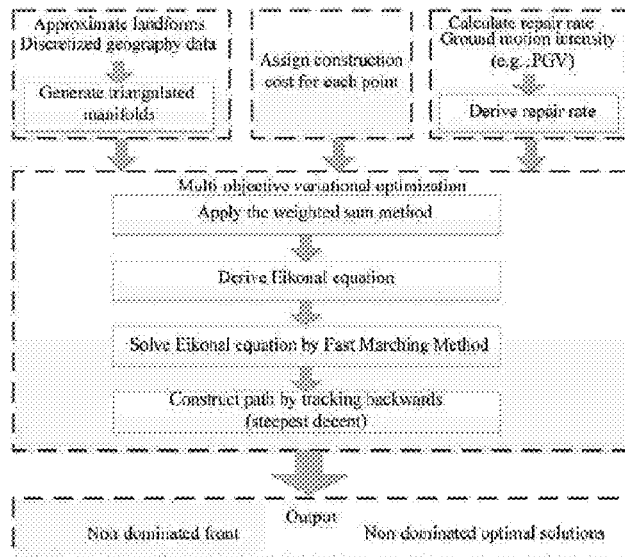 Approximate landforms
Discretized geography data
Generate triangulated
manifolds
Assign construction
cost for each point
Calculate repair rate
Ground motion intensity
(e.g., PGV)
Derive repair rate
Multi objective variational optimization
Apply the weighted sum method
Derive Eikonal equation
Solve Eikonal equation by Fast Marching Method
Construct path by tracking backwards
(steepest decent)
Output
Non dominated front
Non dominated optimal solutions